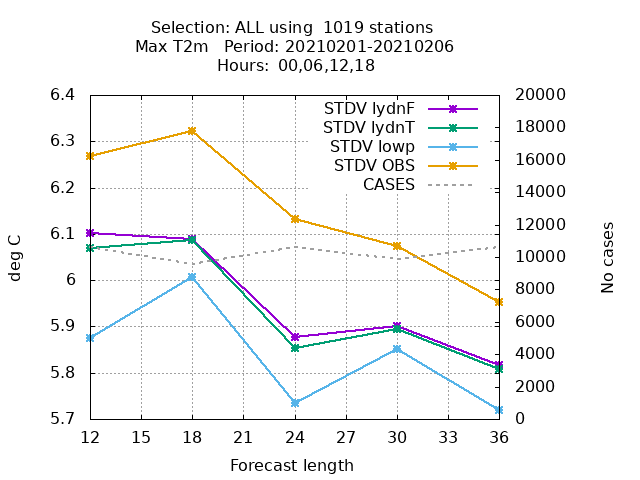 Selection: ALL using  1019 stations
Max T2m   Period: 20210201-20210206
Hours:  00,06,12,18
STDV lydnF
STDV lydnT
STDV lowp
STDV OBS
CASES
6.4
6.3
6.2
6.1
6
5.9
5.8
5.7
deg C
20000
18000
16000
14000
12000
10000
8000
6000
4000
2000
0
No cases
12 15 18 21 24 27 30 33 36
Forecast length